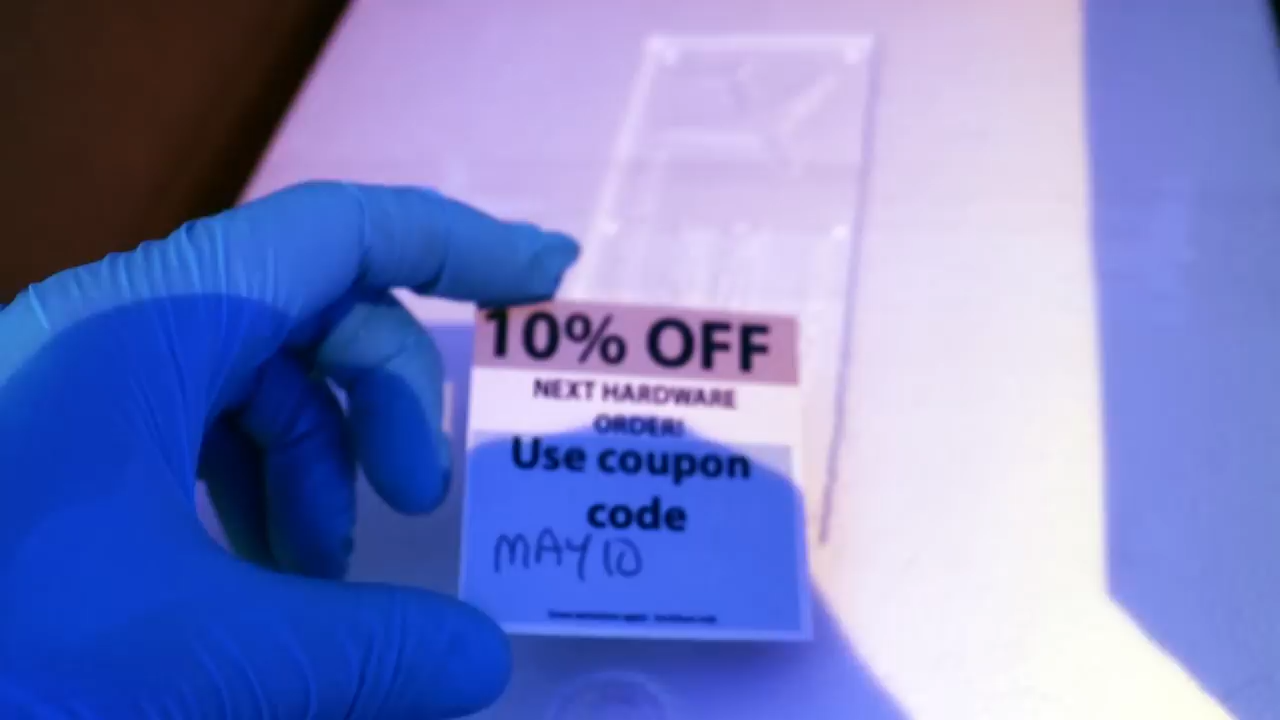 10% OFF
NEXT HARDWARE
ORDER!
Use coupon
code
MAY10